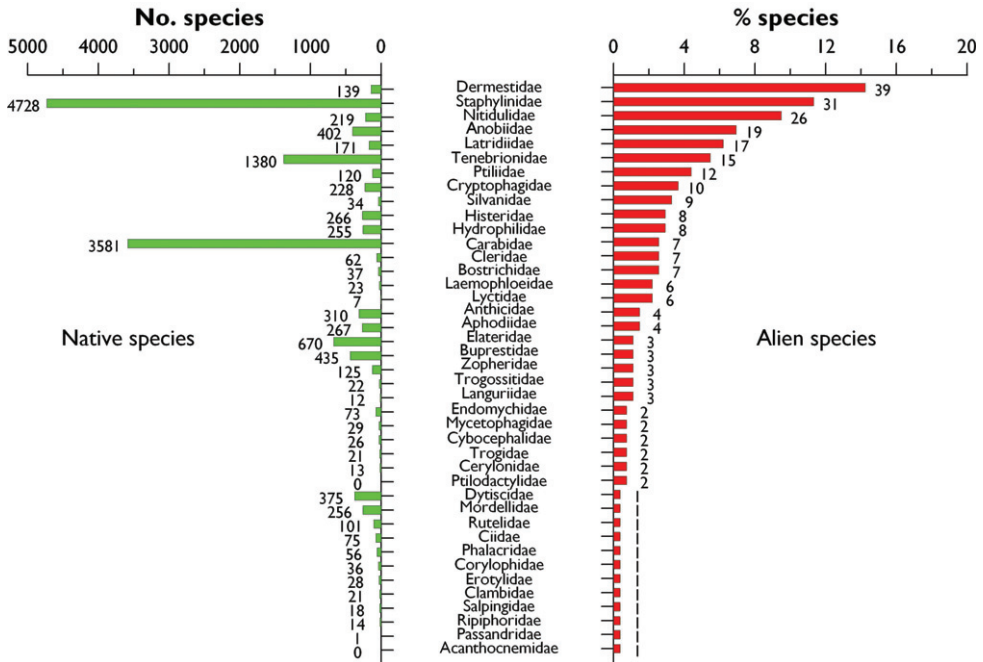 No. species % species
5000 4000 3000 2000 1000 0 0 4 8 12 16 20
139 Dermestidae 39
4728 Staphylinidae 31
219 Nitidulidae 26
402 Anobiidae 19
171 Latridiidae 17
1380 Tenebrionidae 15
120 Ptiliidae 12
228 Cryptophagidae 10
34 Silvanidae 9
266 Histeridae 8
255 Hydrophilidae 8
3581 Carabidae 7
62 Cleridae 7
37 Bostrichidae 7
23 Laemophloeidae 6
7 Lyctidae 6
310 Anthicidae 4
267 Aphodiidae 4
Native species 670 Elateridae 3 Alien species
435 Buprestidae 3
125 Zopheridae 3
22 Trogossitidae 3
12 Languriidae 3
73 Endomychidae 2
29 Mycetophagidae 2
26 Cybocephalidae 2
21 Trogidae 2
13 Cerylonidae 2
0 Ptilodactylidae 2
375 Dytiscidae 1
256 Mordellidae 1
101 Rutelidae 1
75 Ciidae 1
56 Phalacridae 1
36 Corylophidae 1
28 Erotylidae 1
21 Clambidae 1
18 Salpingidae 1
14 Ripiphoridae 1
1 Passandridae 1
0 Acanthocnemidae 1